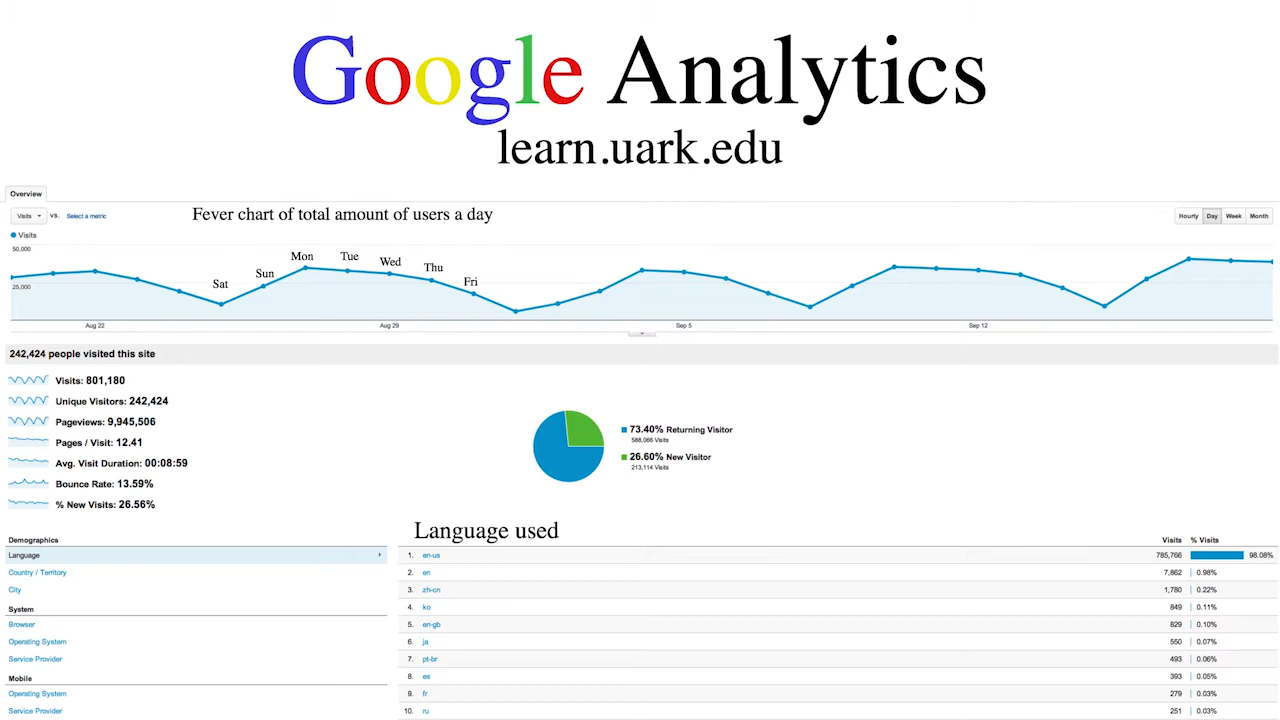 Google Analytics
learn.uark.edu
Overview
Visits VS. Select a metric
Fever chart of total amount of users a day
Hourly Day Week Month
Visits
50,000
25,000
Sat
Sun
Mon
Tue
Wed
Thu
Fri
Aug 22
Aug 29
Sep 5
Sep 12
242,424 people visited this site
Visits: 801,180
Unique Visitors: 242,424
Pageviews: 9,945,506
Pages / Visit: 12.41
Avg. Visit Duration: 00:08:59
Bounce Rate: 13.59%
% New Visits: 26.56%
73.40% Returning Visitor
588,066 Visits
26.60% New Visitor
213,114 Visits
Demographics
Language
Country / Territory
City
System
Browser
Operating System
Service Provider
Mobile
Operating System
Service Provider
Language used
Visits % Visits
1. en-us 785,766 98.08%
2. en 7,862 0.98%
3. zh-cn 1,780 0.22%
4. ko 849 0.11%
5. en-gb 829 0.10%
6. ja 550 0.07%
7. pt-br 493 0.06%
8. es 393 0.05%
9. fr 279 0.03%
10. ru 251 0.03%